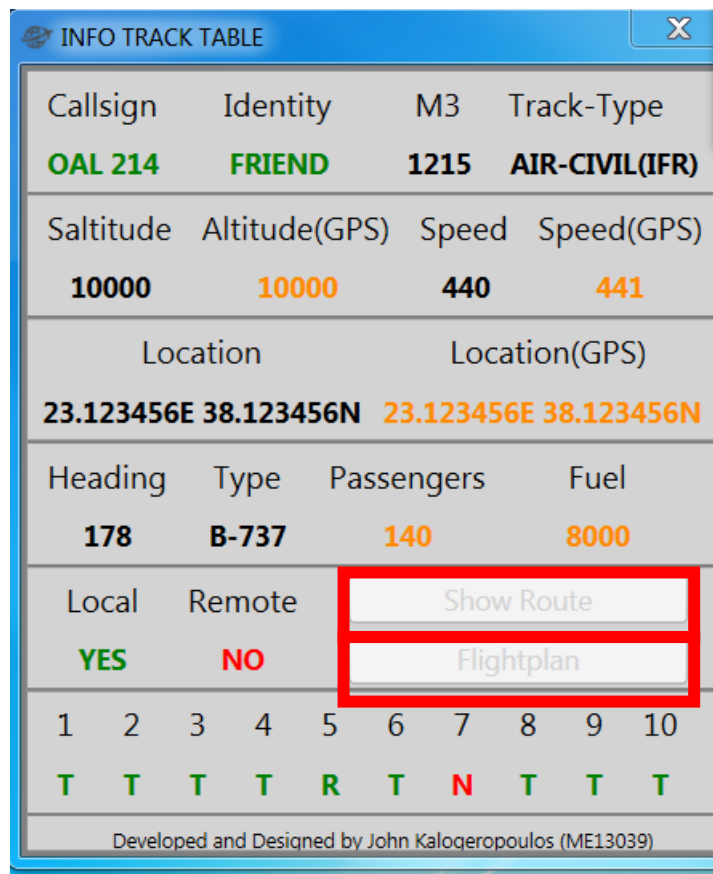 INFO TRACK TABLE
X
Callsign Identity M3 Track-Type
OAL 214 FRIEND 1215 AIR-CIVIL(IFR)
Saltitude Altitude(GPS) Speed Speed(GPS)
10000 10000 440 441
Location Location(GPS)
23.123456E 38.123456N 23.123456E 38.123456N
Heading Type Passengers Fuel
178 B-737 140 8000
Local Remote Show Route
YES NO Flightplan
1 2 3 4 5 6 7 8 9 10
T T T T R T N T T T
Developed and Designed by John Kalogeropoulos (ME13039)